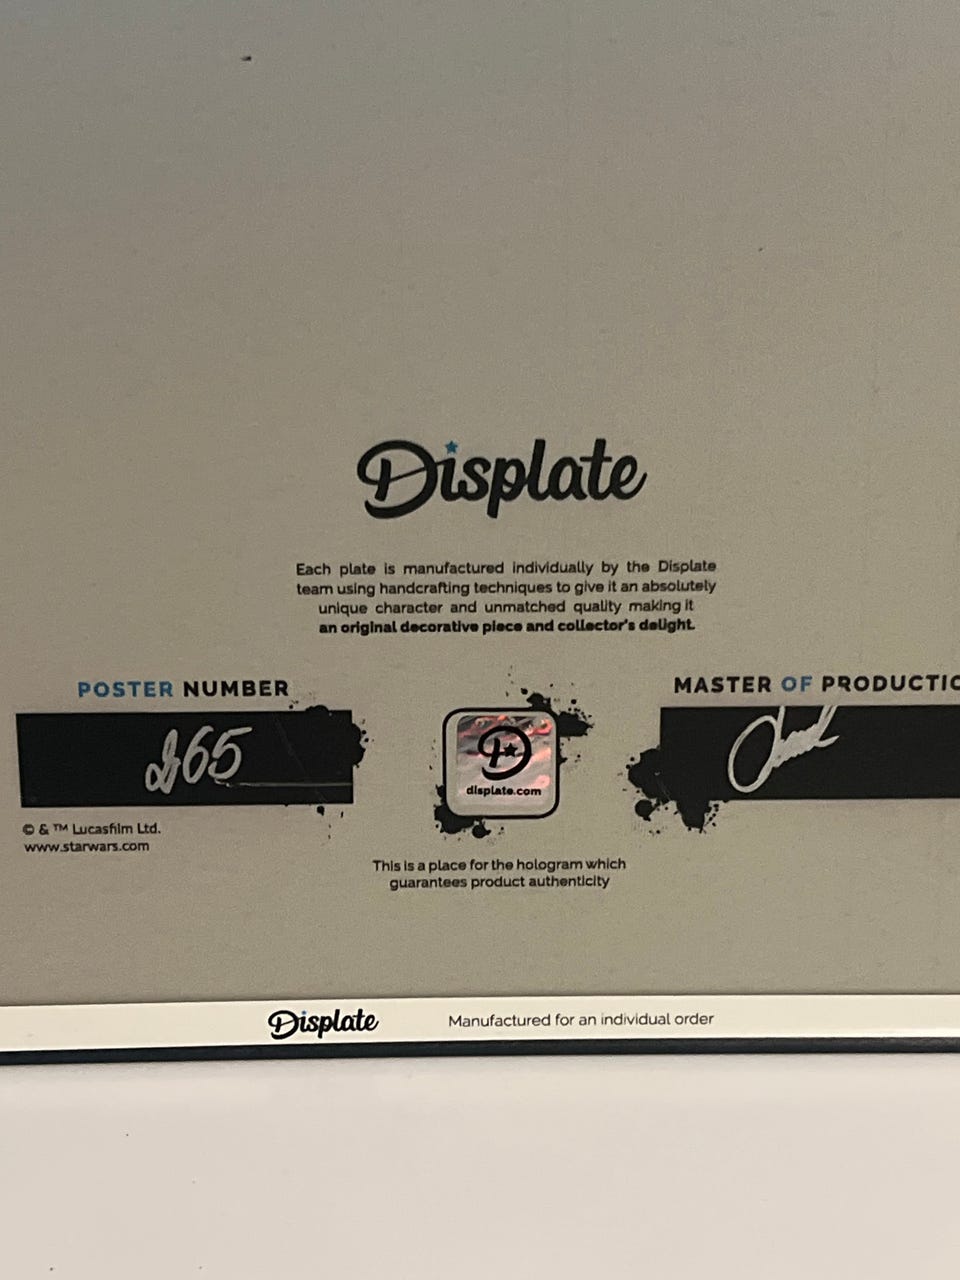 Displate
Each plate is manufactured individually by the Displate
team using handcrafting techniques to give it an absolutely
unique character and unmatched quality making it
an original decorative piece and collector's delight.
POSTER NUMBER
MASTER OF PRODUCTIO
displate.com
© & ™ Lucasfilm Ltd.
www.starwars.com
This is a place for the hologram which
guarantees product authenticity
Displate
Manufactured for an individual order